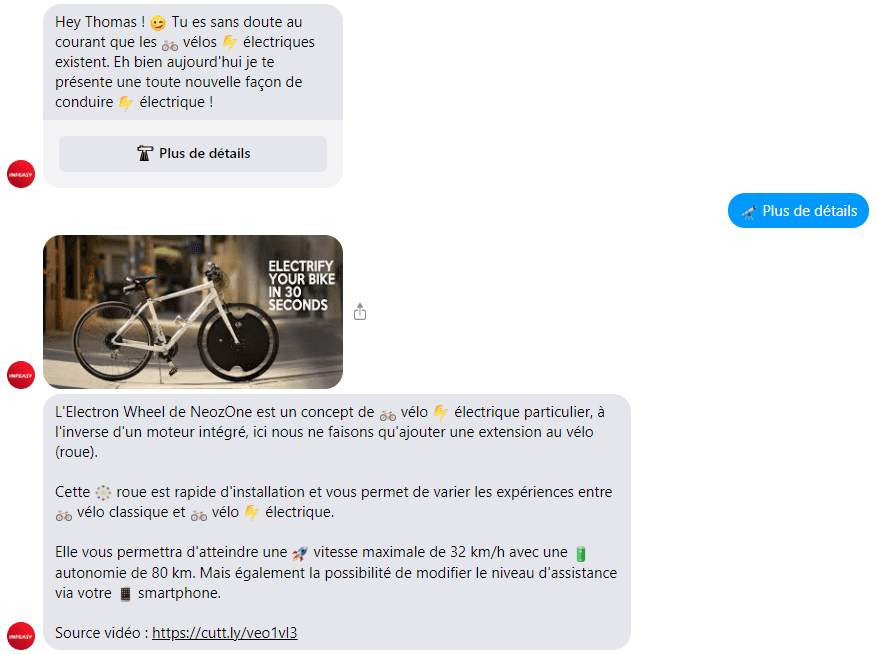 Hey Thomas ! 😉 Tu es sans doute au
courant que les 🚲 vélos ⚡ électriques
existent. Eh bien aujourd'hui je te
présente une toute nouvelle façon de
conduire ⚡ électrique !
Plus de détails
INFEASY
🔭 Plus de détails
ELECTRIFY
YOUR BIKE
IN 30
SECONDS
INFEASY
L'Electron Wheel de NeozOne est un concept de 🚲 vélo ⚡ électrique particulier, à
l'inverse d'un moteur intégré, ici nous ne faisons qu'ajouter une extension au vélo
(roue).
Cette 🎡 roue est rapide d'installation et vous permet de varier les expériences entre
🚲 vélo classique et 🚲 vélo ⚡ électrique.
Elle vous permettra d'atteindre une 🚀 vitesse maximale de 32 km/h avec une 🔋
autonomie de 80 km. Mais également la possibilité de modifier le niveau d'assistance
via votre 📱 smartphone.
Source vidéo : https://cutt.ly/veo1vl3
INFEASY